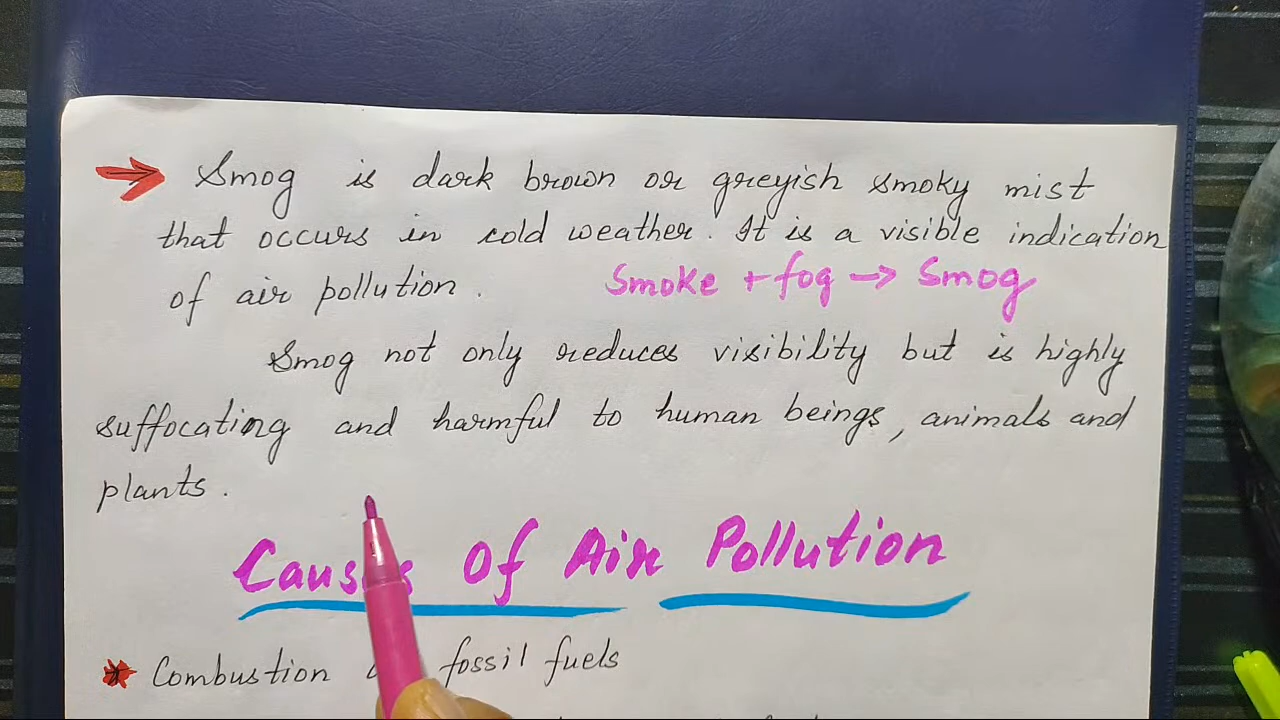 Smog is dark brown or greyish smoky mist
that occurs in cold weather. It is a visible indication
of air pollution. Smoke + fog → Smog
Smog not only reduces visibility but is highly
suffocating and harmful to human beings, animals and
plants.
Causes Of Air Pollution
Combustion fossil fuels